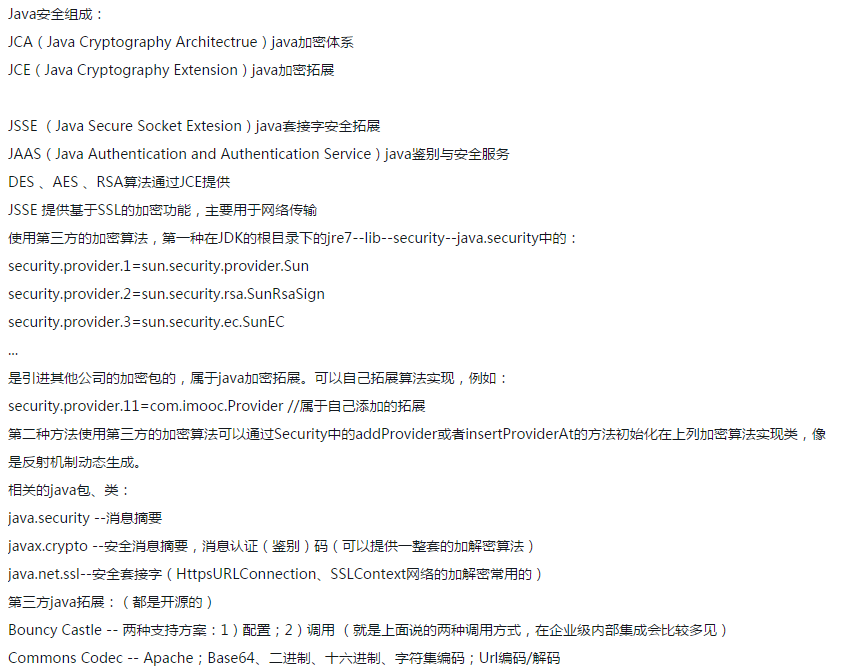 Java安全组成：
JCA（Java Cryptography Architectrue）java加密体系
JCE（Java Cryptography Extension）java加密拓展
JSSE （Java Secure Socket Extesion）java套接字安全拓展
JAAS（Java Authentication and Authentication Service）java鉴别与安全服务
DES 、AES 、RSA算法通过JCE提供
JSSE 提供基于SSL的加密功能，主要用于网络传输
使用第三方的加密算法，第一种在JDK的根目录下的jre7--lib--security--java.security中的：
security.provider.1=sun.security.provider.Sun
security.provider.2=sun.security.rsa.SunRsaSign
security.provider.3=sun.security.ec.SunEC
...
是引进其他公司的加密包的，属于java加密拓展。可以自己拓展算法实现，例如：
security.provider.11=com.imooc.Provider //属于自己添加的拓展
第二种方法使用第三方的加密算法可以通过Security中的addProvider或者insertProviderAt的方法初始化在上列加密算法实现类，像
是反射机制动态生成。
相关的java包、类：
java.security --消息摘要
javax.crypto --安全消息摘要，消息认证（鉴别）码（可以提供一整套的加解密算法）
java.net.ssl--安全套接字（HttpsURLConnection、SSLContext网络的加解密常用的）
第三方java拓展：（都是开源的）
Bouncy Castle -- 两种支持方案：1）配置；2）调用 （就是上面说的两种调用方式，在企业级内部集成会比较多见）
Commons Codec -- Apache；Base64、二进制、十六进制、字符集编码；Url编码/解码